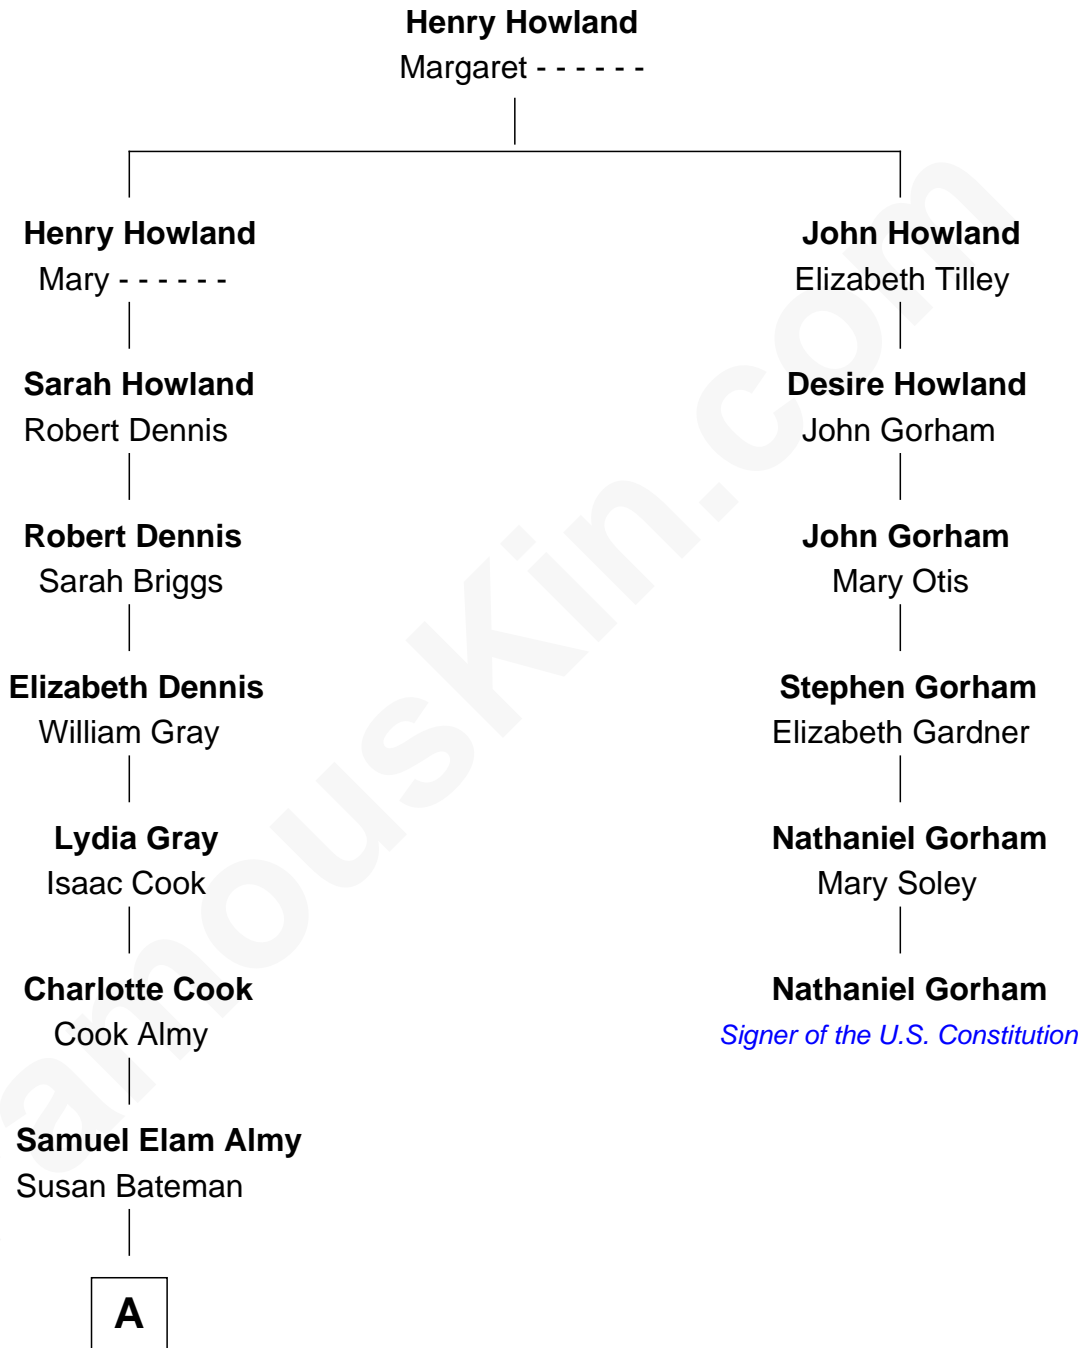 Henry Howland
Margaret - - - - - -
Henry Howland
Mary - - - - - -
John Howland
Elizabeth Tilley
Sarah Howland
Robert Dennis
Desire Howland
John Gorham
Robert Dennis
Sarah Briggs
John Gorham
Mary Otis
Elizabeth Dennis
William Gray
Stephen Gorham
Elizabeth Gardner
Lydia Gray
Isaac Cook
Nathaniel Gorham
Mary Soley
Charlotte Cook
Cook Almy
Nathaniel Gorham
Signer of the U.S. Constitution
Samuel Elam Almy
Susan Bateman
A
amouskin.com